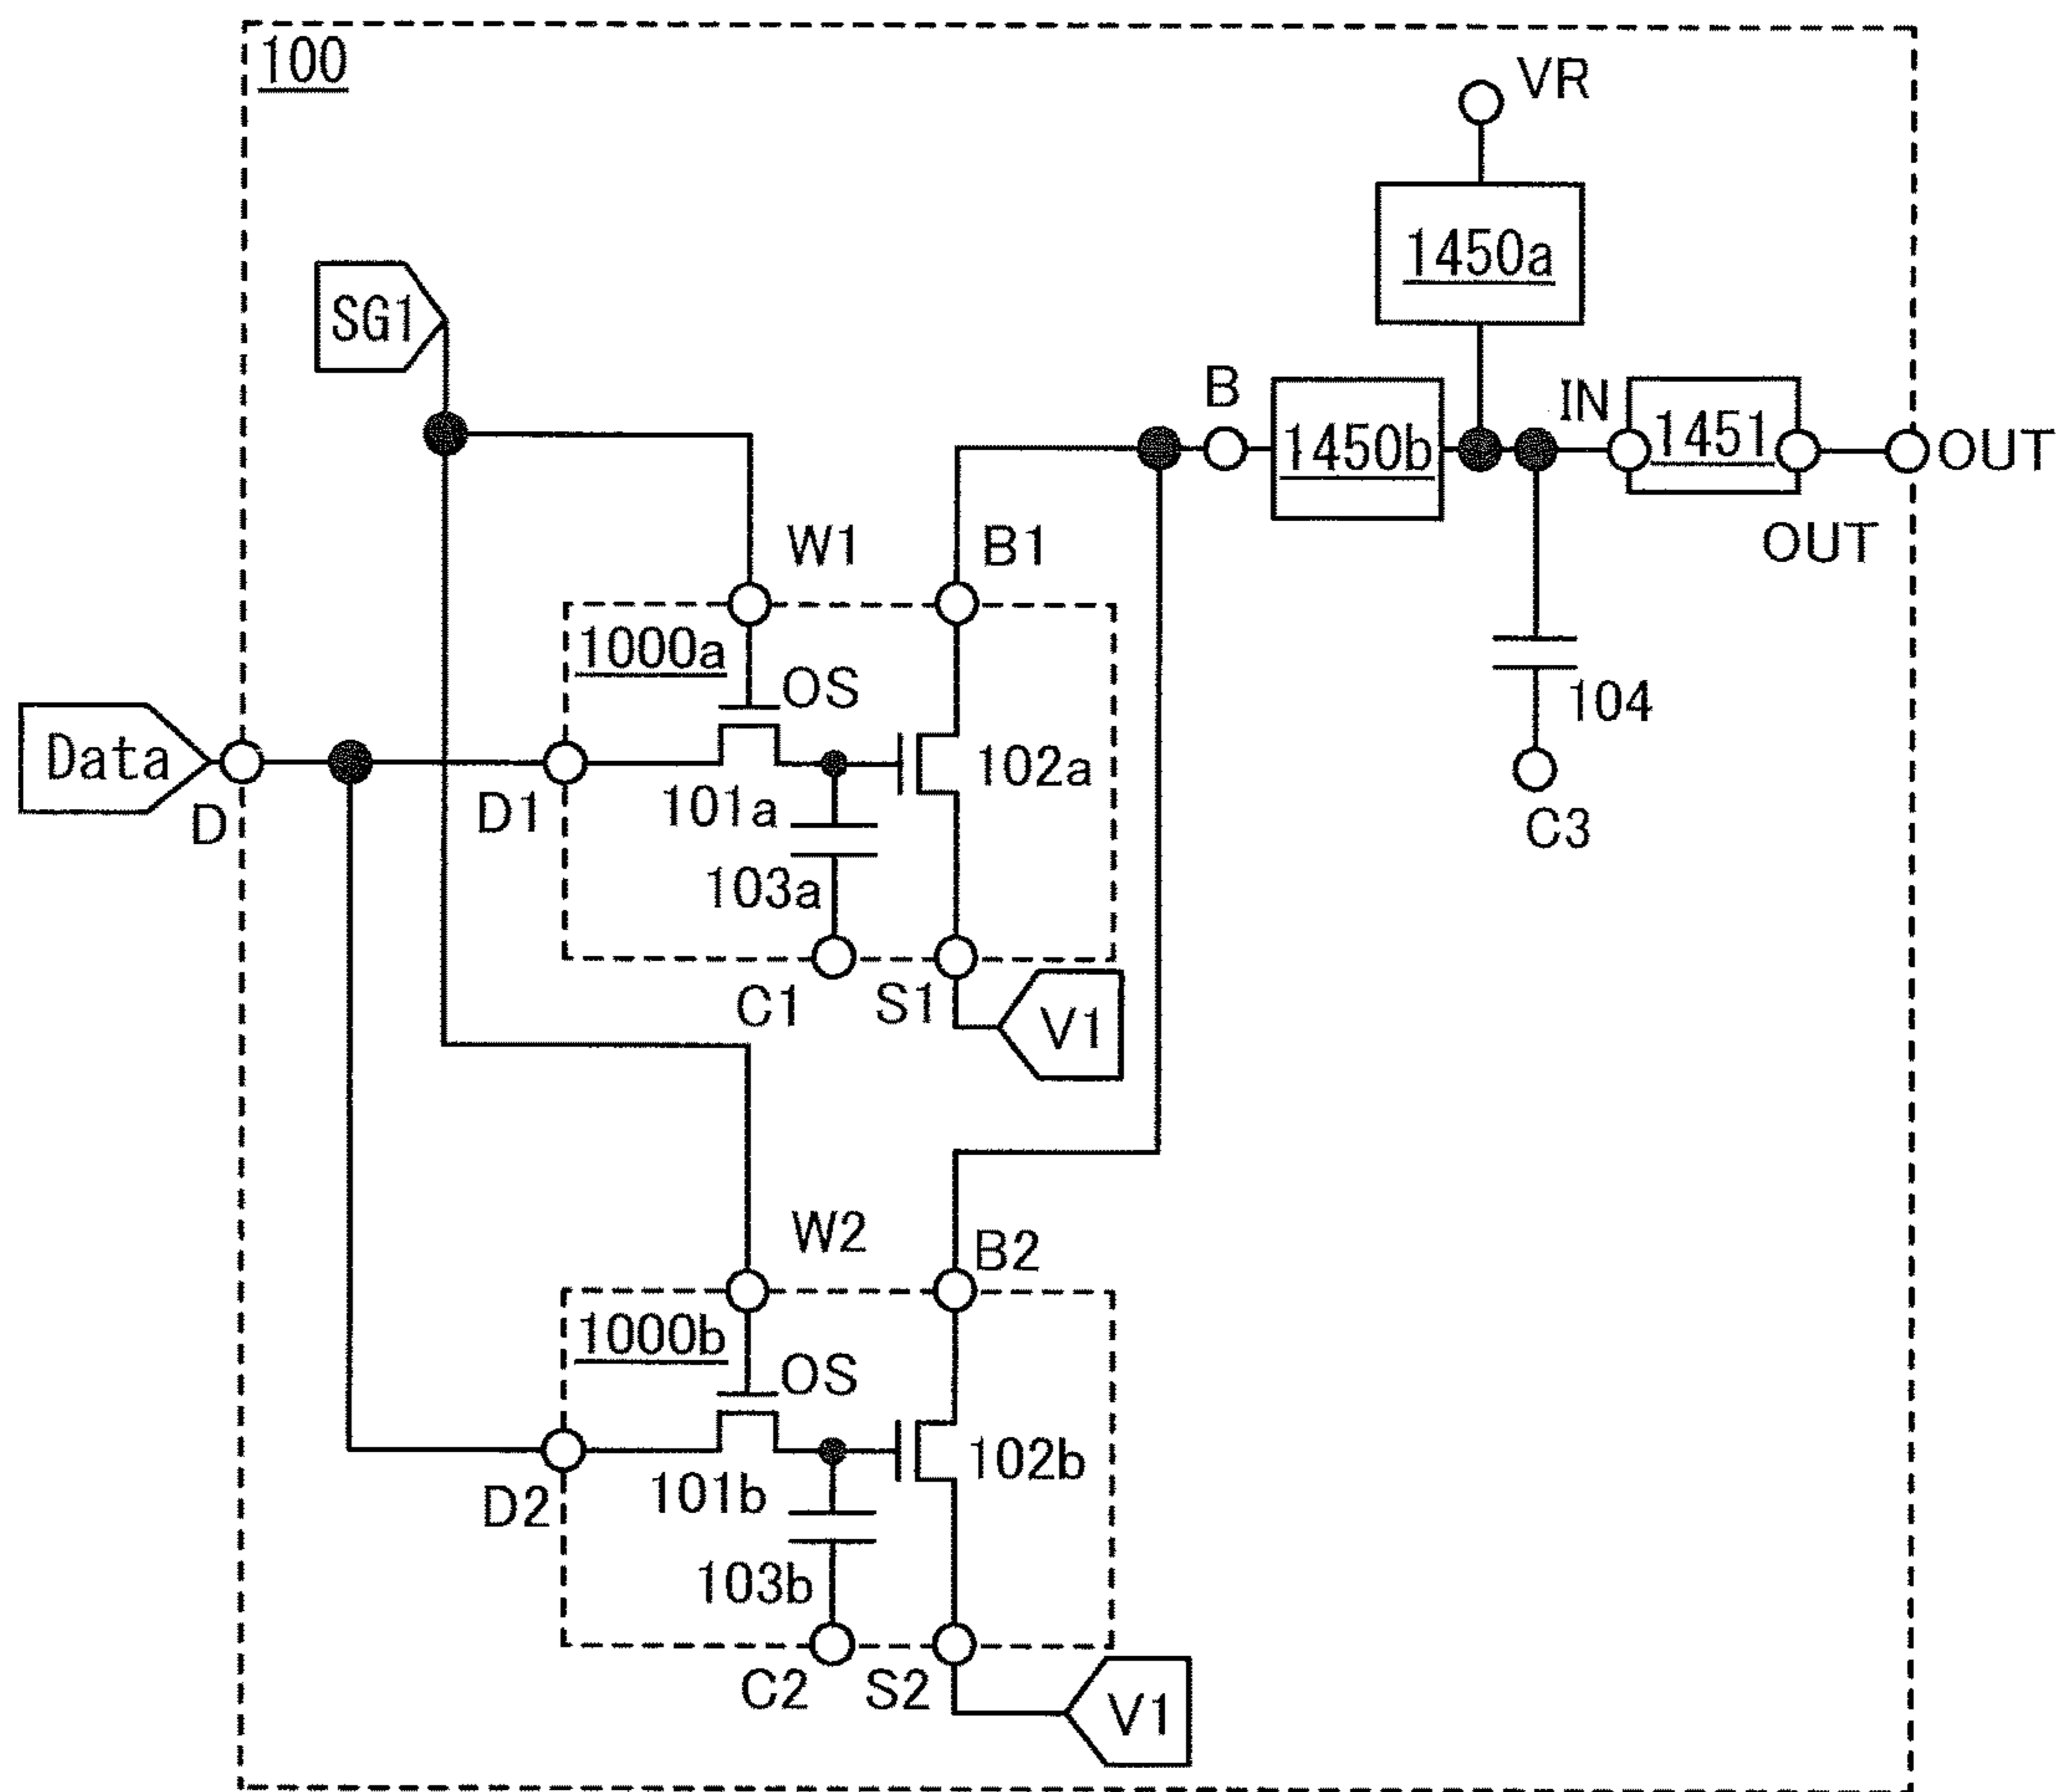 100
VR
1450a
SG1
B
1450b
IN
1451
OUT
OUT
W1
B1
1000a
OS
104
Data
D
D1
101a
102a
C3
103a
C1
S1
V1
W2
B2
1000b
OS
D2
101b
102b
103b
C2
S2
V1